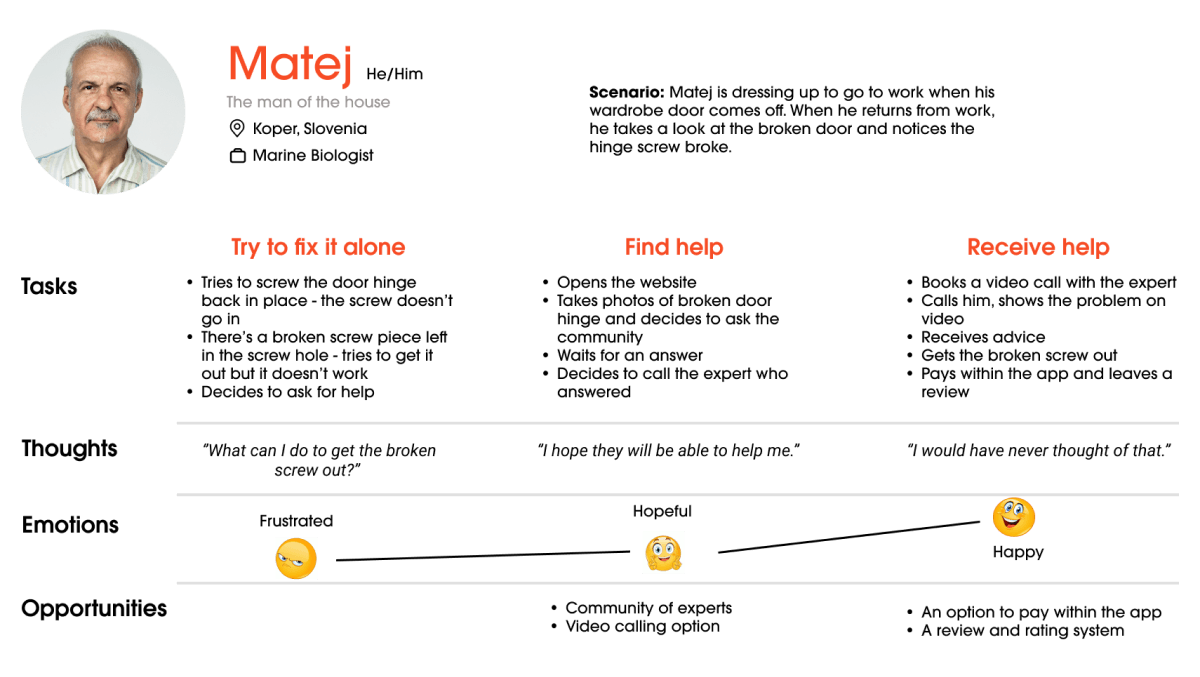 Matej He/Him
The man of the house
Koper, Slovenia
Marine Biologist
Scenario: Matej is dressing up to go to work when his
wardrobe door comes off. When he returns from work,
he takes a look at the broken door and notices the
hinge screw broke.
Try to fix it alone
Find help
Receive help
Tasks
• Tries to screw the door hinge
back in place - the screw doesn’t
go in
• There’s a broken screw piece left
in the screw hole - tries to get it
out but it doesn’t work
• Decides to ask for help
• Opens the website
• Takes photos of broken door
hinge and decides to ask the
community
• Waits for an answer
• Decides to call the expert who
answered
• Books a video call with the expert
• Calls him, shows the problem on
video
• Receives advice
• Gets the broken screw out
• Pays within the app and leaves a
review
Thoughts
“What can I do to get the broken
screw out?”
“I hope they will be able to help me.”
“I would have never thought of that.”
Emotions
Frustrated
Hopeful
Happy
Opportunities
• Community of experts
• Video calling option
• An option to pay within the app
• A review and rating system